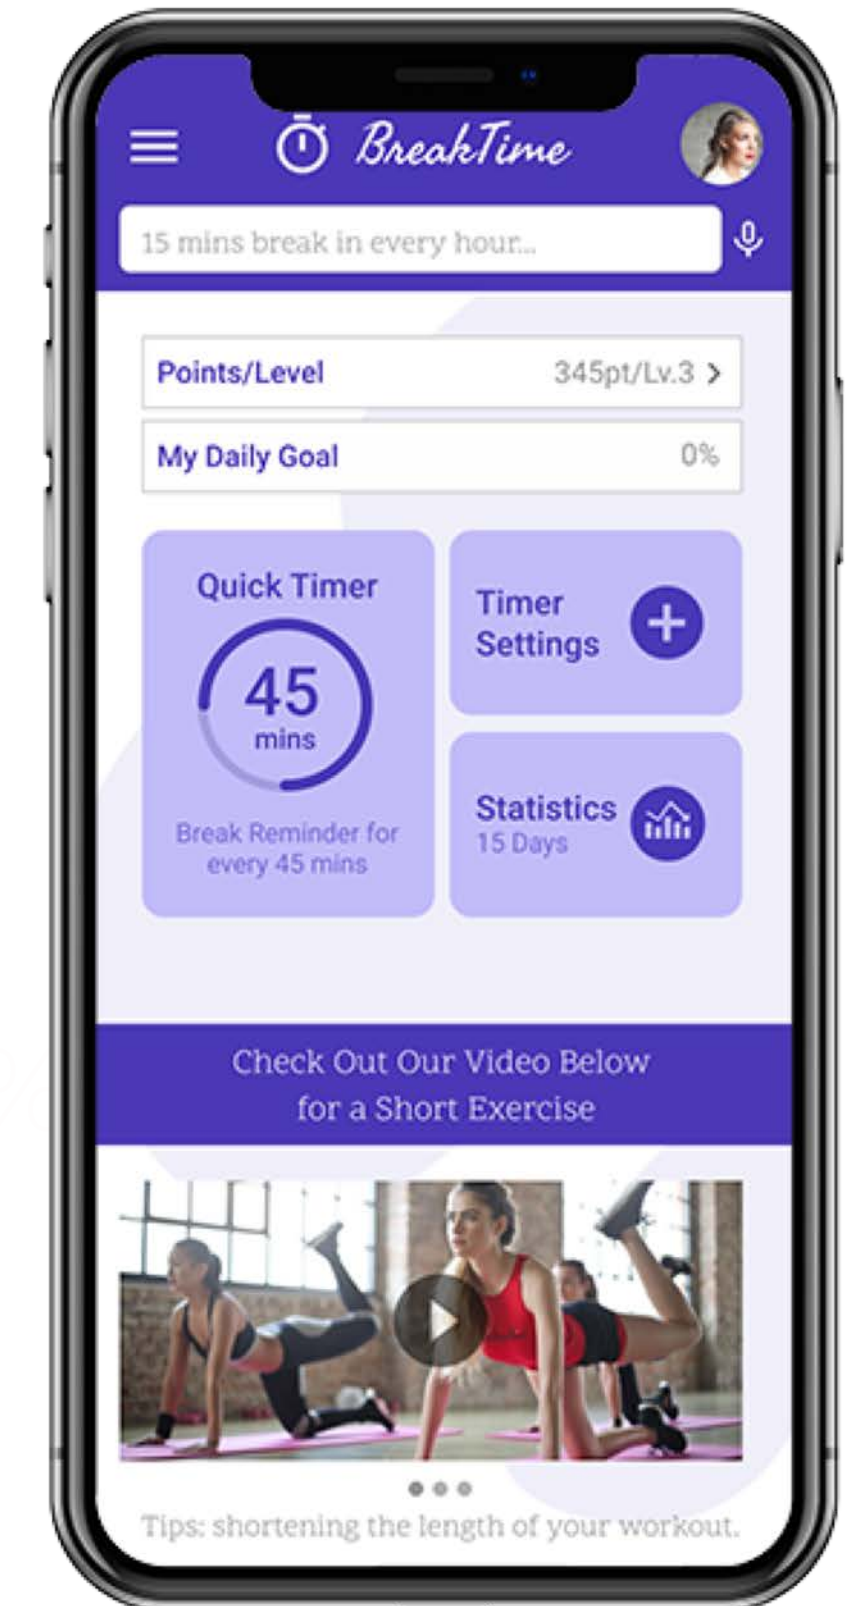 BreakTime
15 mins break in every hour...
Points/Level 345pt/Lv.3
My Daily Goal 0%
Quick Timer
45
mins
Break Reminder for
every 45 mins
Timer
Settings
Statistics
15 Days
Check Out Our Video Below
for a Short Exercise
Tips: shortening the length of your workout.